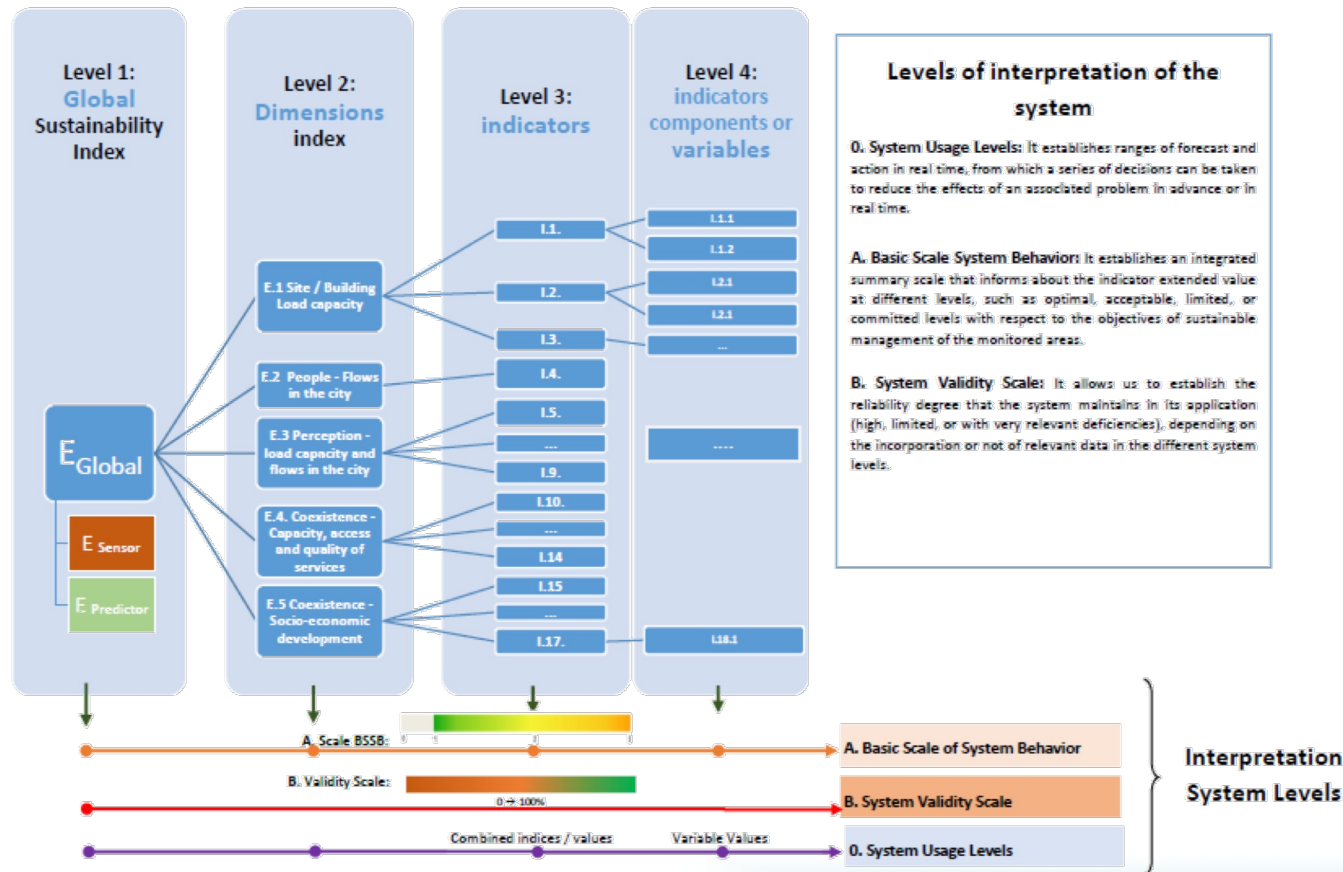 Level 1:
Global
Sustainability
Index
Level 2:
Dimensions
index
Level 3:
indicators
Level 4:
indicators
components or
variables
E Global
E Sensor
E Predictor
E.1 Site / Building
Load capacity
E.2 People - Flows
in the city
E.3 Perception -
load capacity and
flows in the city
E.4. Coexistence -
Capacity, access
and quality of
services
E.5 Coexistence -
Socio-economic
development
I.1.
I.2.
I.3.
I.4.
I.5.
...
I.9.
I.10.
...
I.14
I.15
...
I.17.
I.1.1
I.1.2
I.2.1
I.2.1
...
----
I.18.1
Levels of interpretation of the
system
0. System Usage Levels: It establishes ranges of forecast and
action in real time, from which a series of decisions can be taken
to reduce the effects of an associated problem in advance or in
real time.
A. Basic Scale System Behavior: It establishes an integrated
summary scale that informs about the indicator extended value
at different levels, such as optimal, acceptable, limited, or
committed levels with respect to the objectives of sustainable
management of the monitored areas.
B. System Validity Scale: It allows us to establish the
reliability degree that the system maintains in its application
(high, limited, or with very relevant deficiencies), depending on
the incorporation or not of relevant data in the different system
levels.
A. Scale BSSB:
A. Basic Scale of System Behavior
B. Validity Scale:
0 → 100%
B. System Validity Scale
Combined indices / values
Variable Values
0. System Usage Levels
Interpretation
System Levels